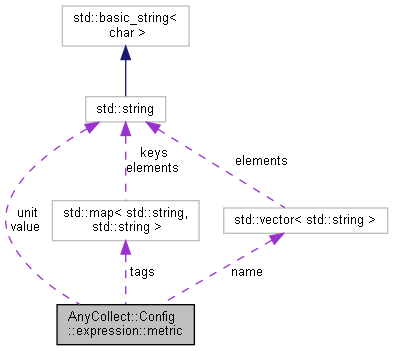 std::basic_string<
char >
std::string
keys
elements
elements
unit
value
std::map< std::string,
std::string >
std::vector< std::string >
tags
name
AnyCollect::Config
::expression::metric